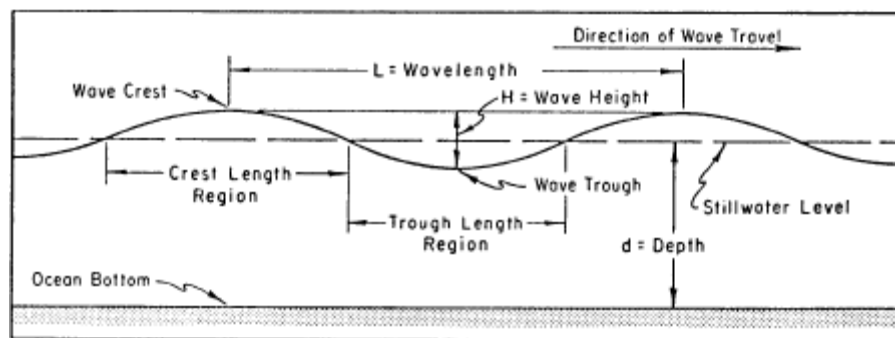 Direction of Wave Travel
L = Wavelength
Wave Crest
H = Wave Height
Crest Length
Region
Wave Trough
Stillwater Level
Trough Length
Region
d = Depth
Ocean Bottom